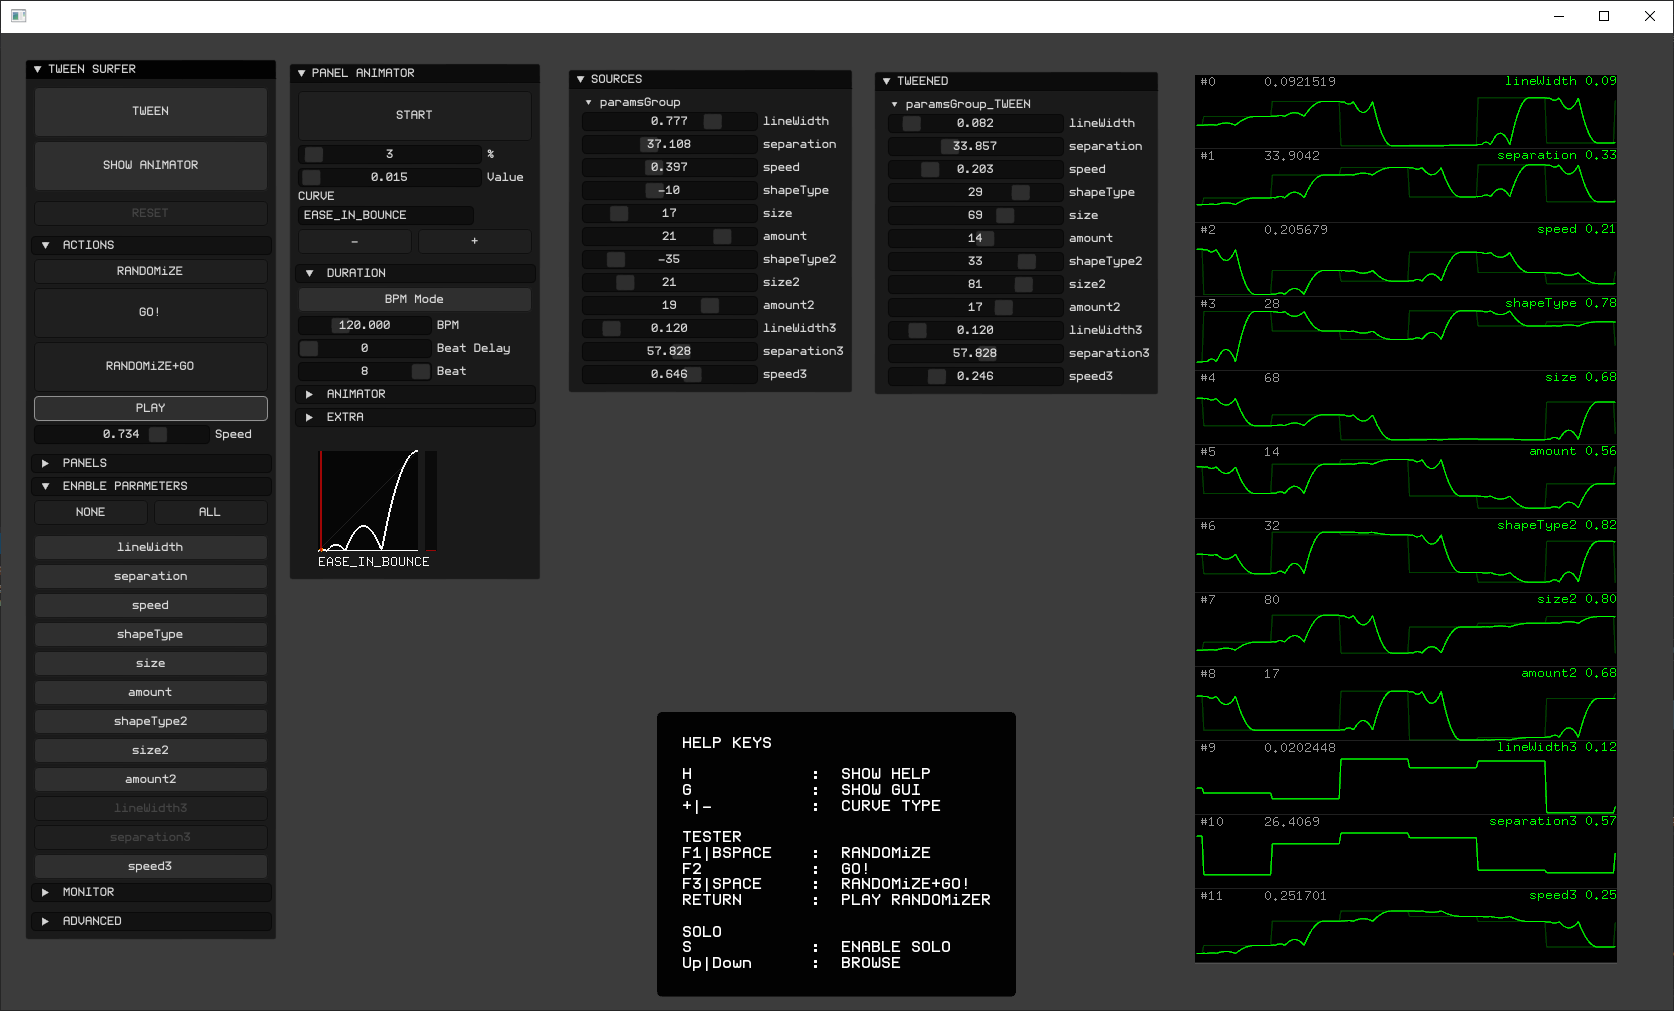 TWEEN SURFER
TWEEN
SHOW ANIMATOR
RESET
ACTIONS
RANDOMiZE
GO!
RANDOMiZE+GO
PLAY
0.734 Speed
PANELS
ENABLE PARAMETERS
NONE ALL
lineWidth
separation
speed
shapeType
size
amount
shapeType2
size2
amount2
lineWidth3
separation3
speed3
MONITOR
ADVANCED
PANEL ANIMATOR
START
3 %
0.015 Value
CURVE
EASE_IN_BOUNCE
- +
DURATION
BPM Mode
120.000 BPM
0 Beat Delay
8 Beat
ANIMATOR
EXTRA
EASE_IN_BOUNCE
SOURCES
paramsGroup
0.777 lineWidth
37.108 separation
0.397 speed
-10 shapeType
17 size
21 amount
-35 shapeType2
21 size2
19 amount2
0.120 lineWidth3
57.828 separation3
0.646 speed3
TWEENED
paramsGroup_TWEEN
0.082 lineWidth
33.857 separation
0.203 speed
29 shapeType
69 size
14 amount
33 shapeType2
81 size2
17 amount2
0.120 lineWidth3
57.828 separation3
0.246 speed3
HELP KEYS
H : SHOW HELP
G : SHOW GUI
+|- : CURVE TYPE
TESTER
F1|BSPACE : RANDOMiZE
F2 : GO!
F3|SPACE : RANDOMiZE+GO!
RETURN : PLAY RANDOMiZER
SOLO
S : ENABLE SOLO
Up|Down : BROWSE
#0 0.0921519 lineWidth 0.09
#1 33.9042 separation 0.33
#2 0.205679 speed 0.21
#3 28 shapeType 0.78
#4 68 size 0.68
#5 14 amount 0.56
#6 32 shapeType2 0.82
#7 80 size2 0.80
#8 17 amount2 0.68
#9 0.0202448 lineWidth3 0.12
#10 26.4069 separation3 0.57
#11 0.251701 speed3 0.25